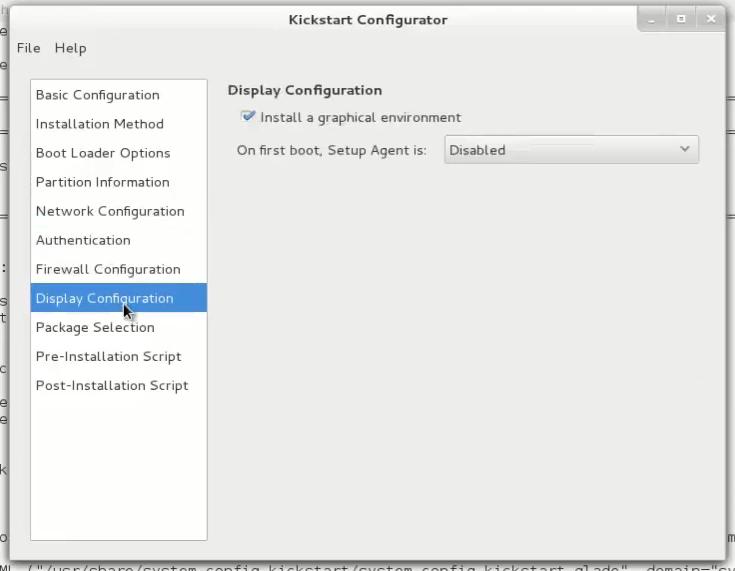 Kickstart Configurator
File Help
Basic Configuration
Installation Method
Boot Loader Options
Partition Information
Network Configuration
Authentication
Firewall Configuration
Display Configuration
Package Selection
Pre-Installation Script
Post-Installation Script
Display Configuration
Install a graphical environment
On first boot, Setup Agent is: Disabled